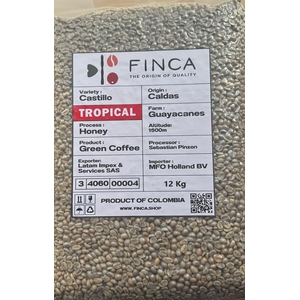 FINCA
THE ORIGIN OF QUALITY
Variety :
Castillo
Origin :
Caldas
TROPICAL
Farm :
Guayacanes
Process :
Honey
Altitude:
1500m
Product :
Green Coffee
Processor :
Sebastian Pinzon
Exporter:
Latam Impex &
Services SAS
Importer :
MFO Holland BV
3 4060 00004
12 Kg
PRODUCT OF COLOMBIA
WWW.FINCA.SHOP